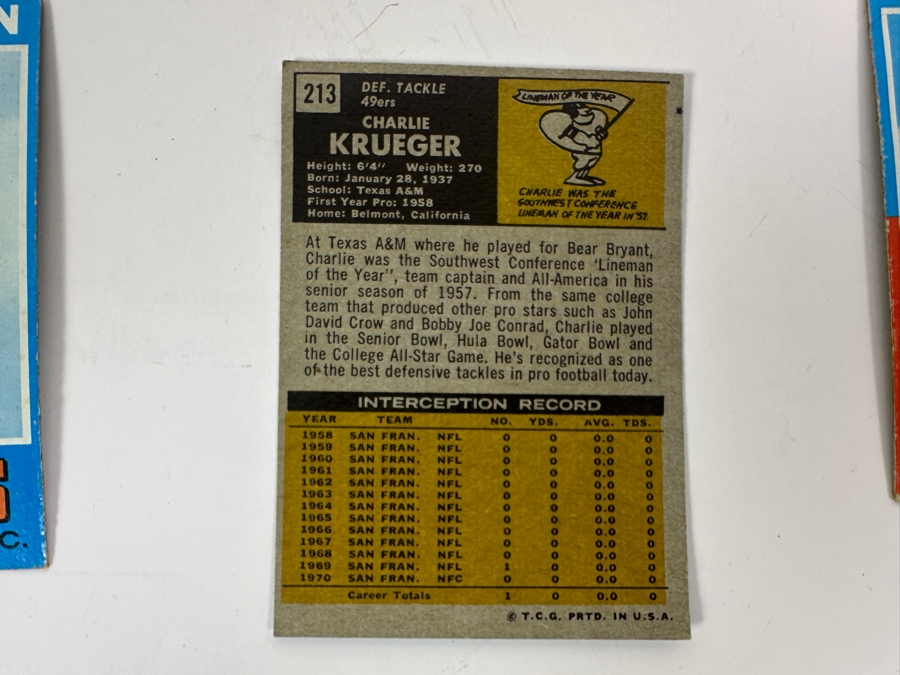 N
S
C.
213
DEF. TACKLE
49ers
CHARLIE
KRUEGER
Height: 6'4'' Weight: 270
Born: January 28, 1937
School: Texas A&M
First Year Pro: 1958
Home: Belmont, California
LINEMAN OF THE YEAR
CHARLIE WAS THE
SOUTHWEST CONFERENCE
LINEMAN OF THE YEAR IN '57.
At Texas A&M where he played for Bear Bryant,
Charlie was the Southwest Conference 'Lineman
of the Year", team captain and All-America in his
senior season of 1957. From the same college
team that produced other pro stars such as John
David Crow and Bobby Joe Conrad, Charlie played
in the Senior Bowl, Hula Bowl, Gator Bowl and
the College All-Star Game. He's recognized as one
of the best defensive tackles in pro football today.
INTERCEPTION RECORD
YEAR TEAM NO. YDS. AVG. TDS.
1958 SAN FRAN. NFL 0 0 0.0 0
1959 SAN FRAN. NFL 0 0 0.0 0
1960 SAN FRAN. NFL 0 0 0.0 0
1961 SAN FRAN. NFL 0 0 0.0 0
1962 SAN FRAN. NFL 0 0 0.0 0
1963 SAN FRAN. NFL 0 0 0.0 0
1964 SAN FRAN. NFL 0 0 0.0 0
1965 SAN FRAN. NFL 0 0 0.0 0
1966 SAN FRAN. NFL 0 0 0.0 0
1967 SAN FRAN. NFL 0 0 0.0 0
1968 SAN FRAN. NFL 0 0 0.0 0
1969 SAN FRAN. NFL 1 0 0.0 0
1970 SAN FRAN. NFC 0 0 0.0 0
Career Totals 1 0 0.0 0
© T.C.G. PRTD. IN U.S.A.